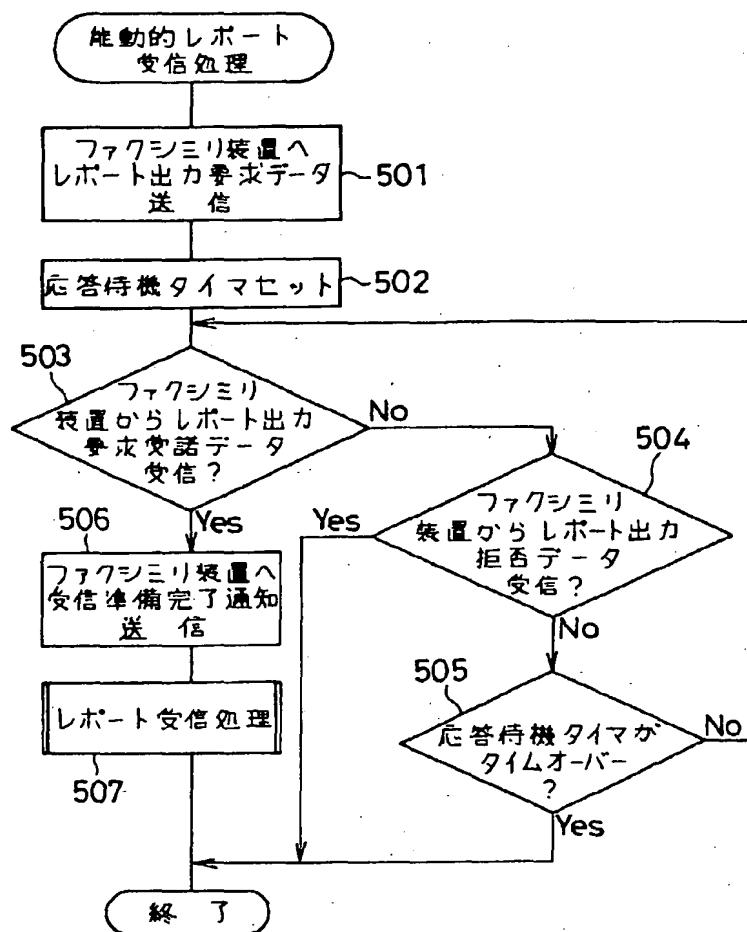 能動的レポート
受信処理
ファクシミリ装置へ
レポート出力要求データ
送信
501
応答待機タイマセット
502
503
ファクシミリ
装置からレポート出力
要求受諾データ
受信?
No
Yes
504
ファクシミリ
装置からレポート出力
拒否データ
受信?
Yes
No
506
ファクシミリ装置へ
受信準備完了通知
送信
505
応答待機タイマが
タイムオーバー
?
No
Yes
レポート受信処理
507
終了